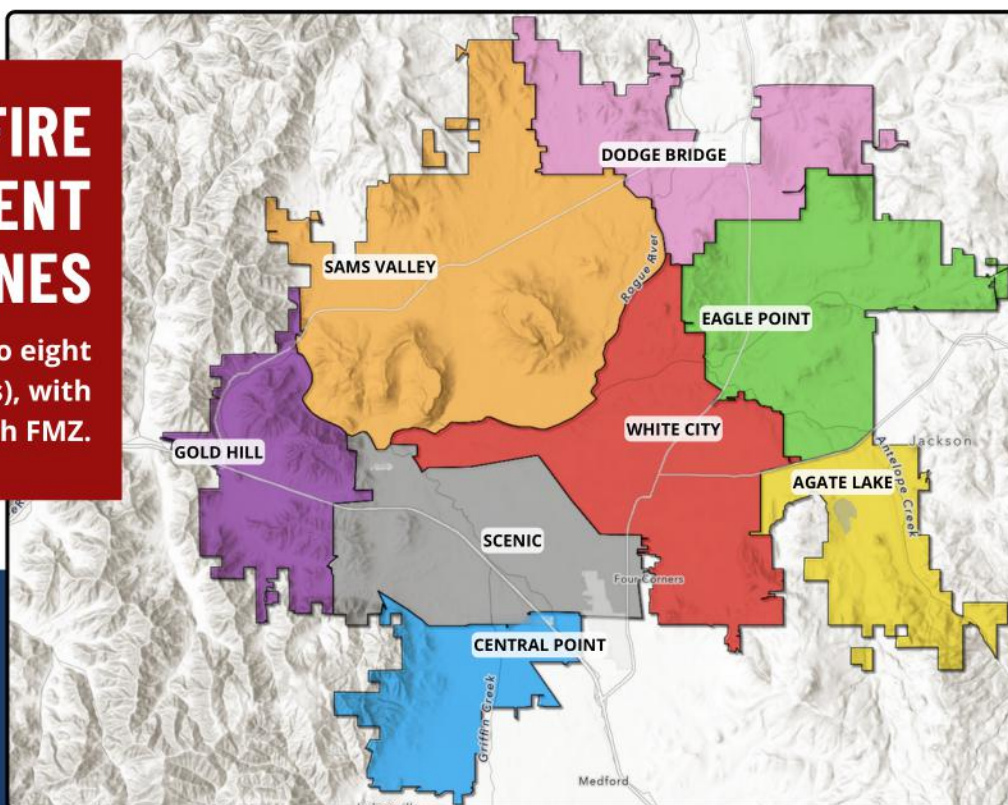 FIRE
ENT
NES
o eight
s), with
h FMZ.
DODGE BRIDGE
SAMS VALLEY
Rogue River
EAGLE POINT
WHITE CITY
GOLD HILL
Jackson
AGATE LAKE
Antelope Creek
SCENIC
Four Corners
CENTRAL POINT
Griffin Creek
Medford